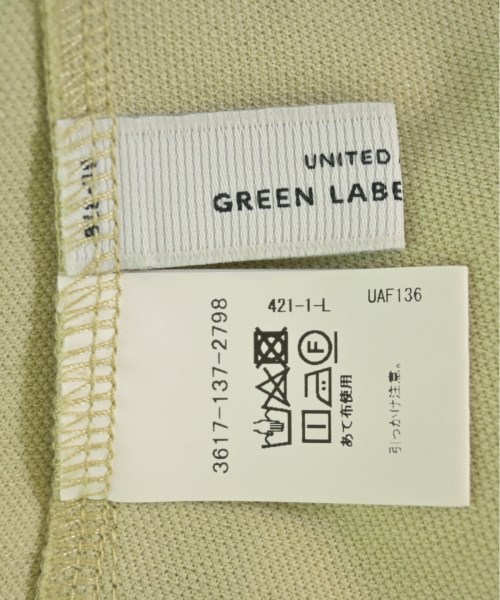 UNITED
GREEN LABE
421-1-L
UAF136
3617-137-2798
あて布使用
引っかけ注意。